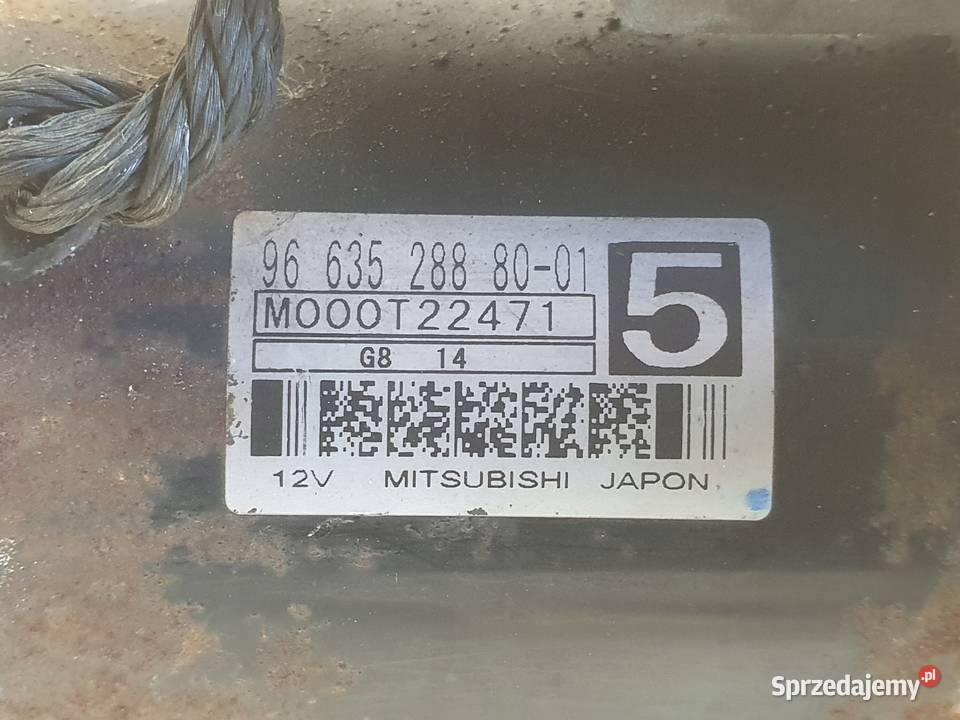 96 635 288 80-01
5
M000T22471
G8 14
12V MITSUBISHI JAPON
Sprzedajemy.pl